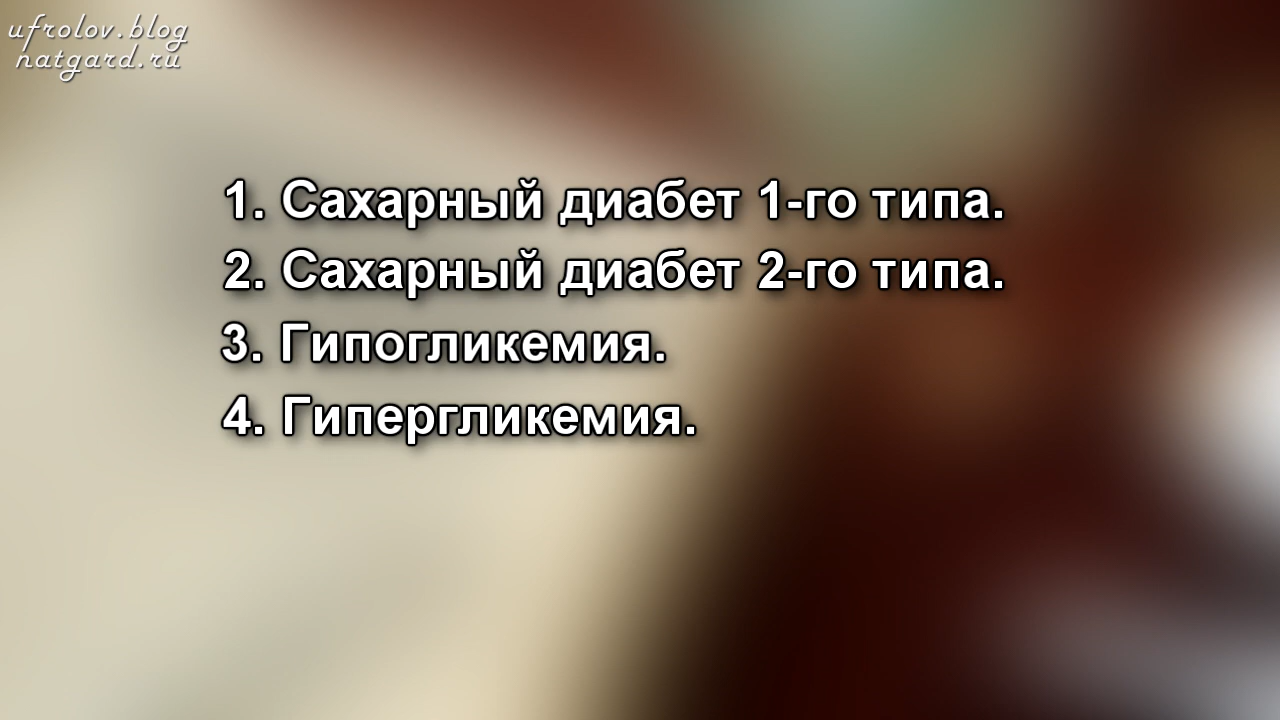 ufrolov.blog
natgard.ru
1. Сахарный диабет 1-го типа.
2. Сахарный диабет 2-го типа.
3. Гипогликемия.
4. Гипергликемия.